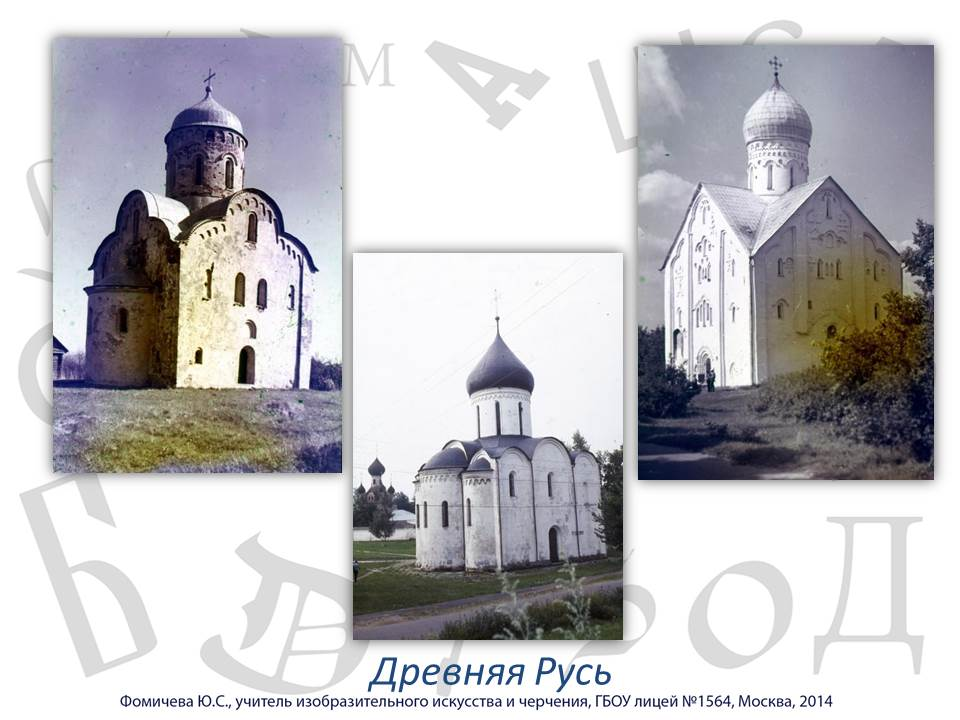 Древняя Русь
Фомичева Ю.С., учитель изобразительного искусства и черчения, ГБОУ лицей №1564, Москва, 2014